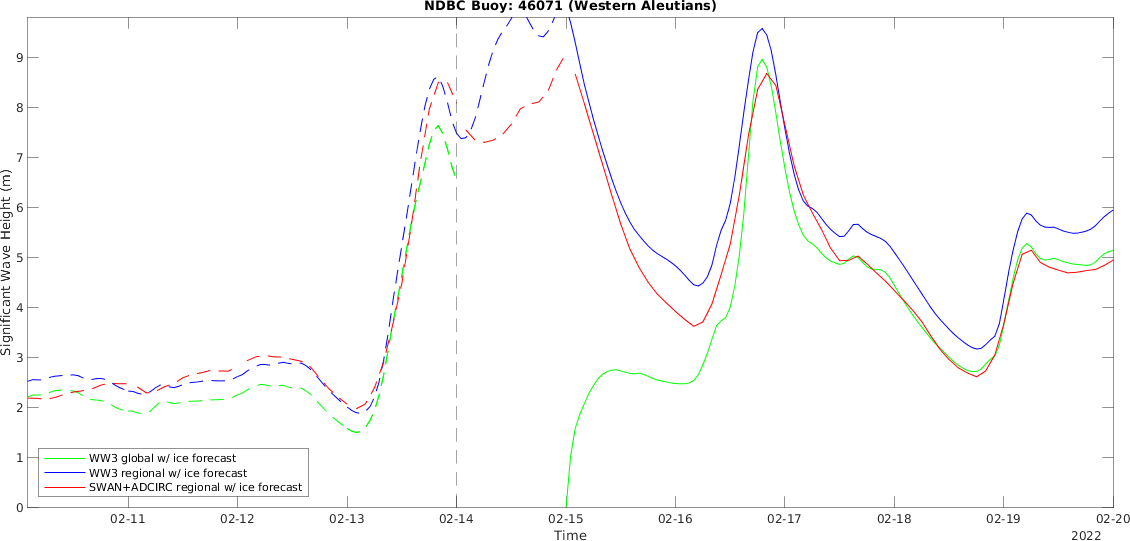 NDBC Buoy: 46071 (Western Aleutians)
Significant Wave Height (m)
9
8
7
6
5
4
3
2
1
0
WW3 global w/ ice forecast
WW3 regional w/ ice forecast
SWAN+ADCIRC regional w/ ice forecast
02-11 02-12 02-13 02-14 02-15 02-16 02-17 02-18 02-19 02-20
Time
2022